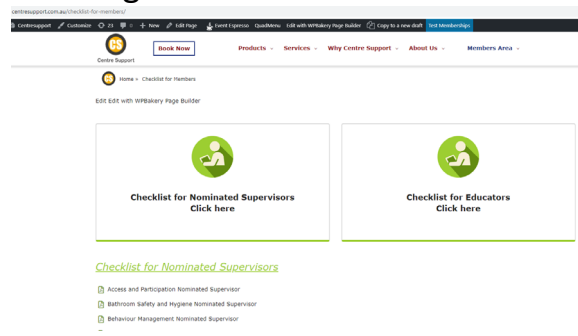 centresupport.com.au/checklist-for-members/
Centresupport Customize 23 New Edit Page Event Espresso QuadMenu Edit with WPBakery Page Builder Copy to a new draft Test Memberships
CS
Centre Support
Book Now
Products Services Why Centre Support About Us Members Area
Home » Checklist for Members
Edit Edit with WPBakery Page Builder
Checklist for Nominated Supervisors
Click here
Checklist for Educators
Click here
Checklist for Nominated Supervisors
Access and Participation Nominated Supervisor
Bathroom Safety and Hygiene Nominated Supervisor
Behaviour Management Nominated Supervisor